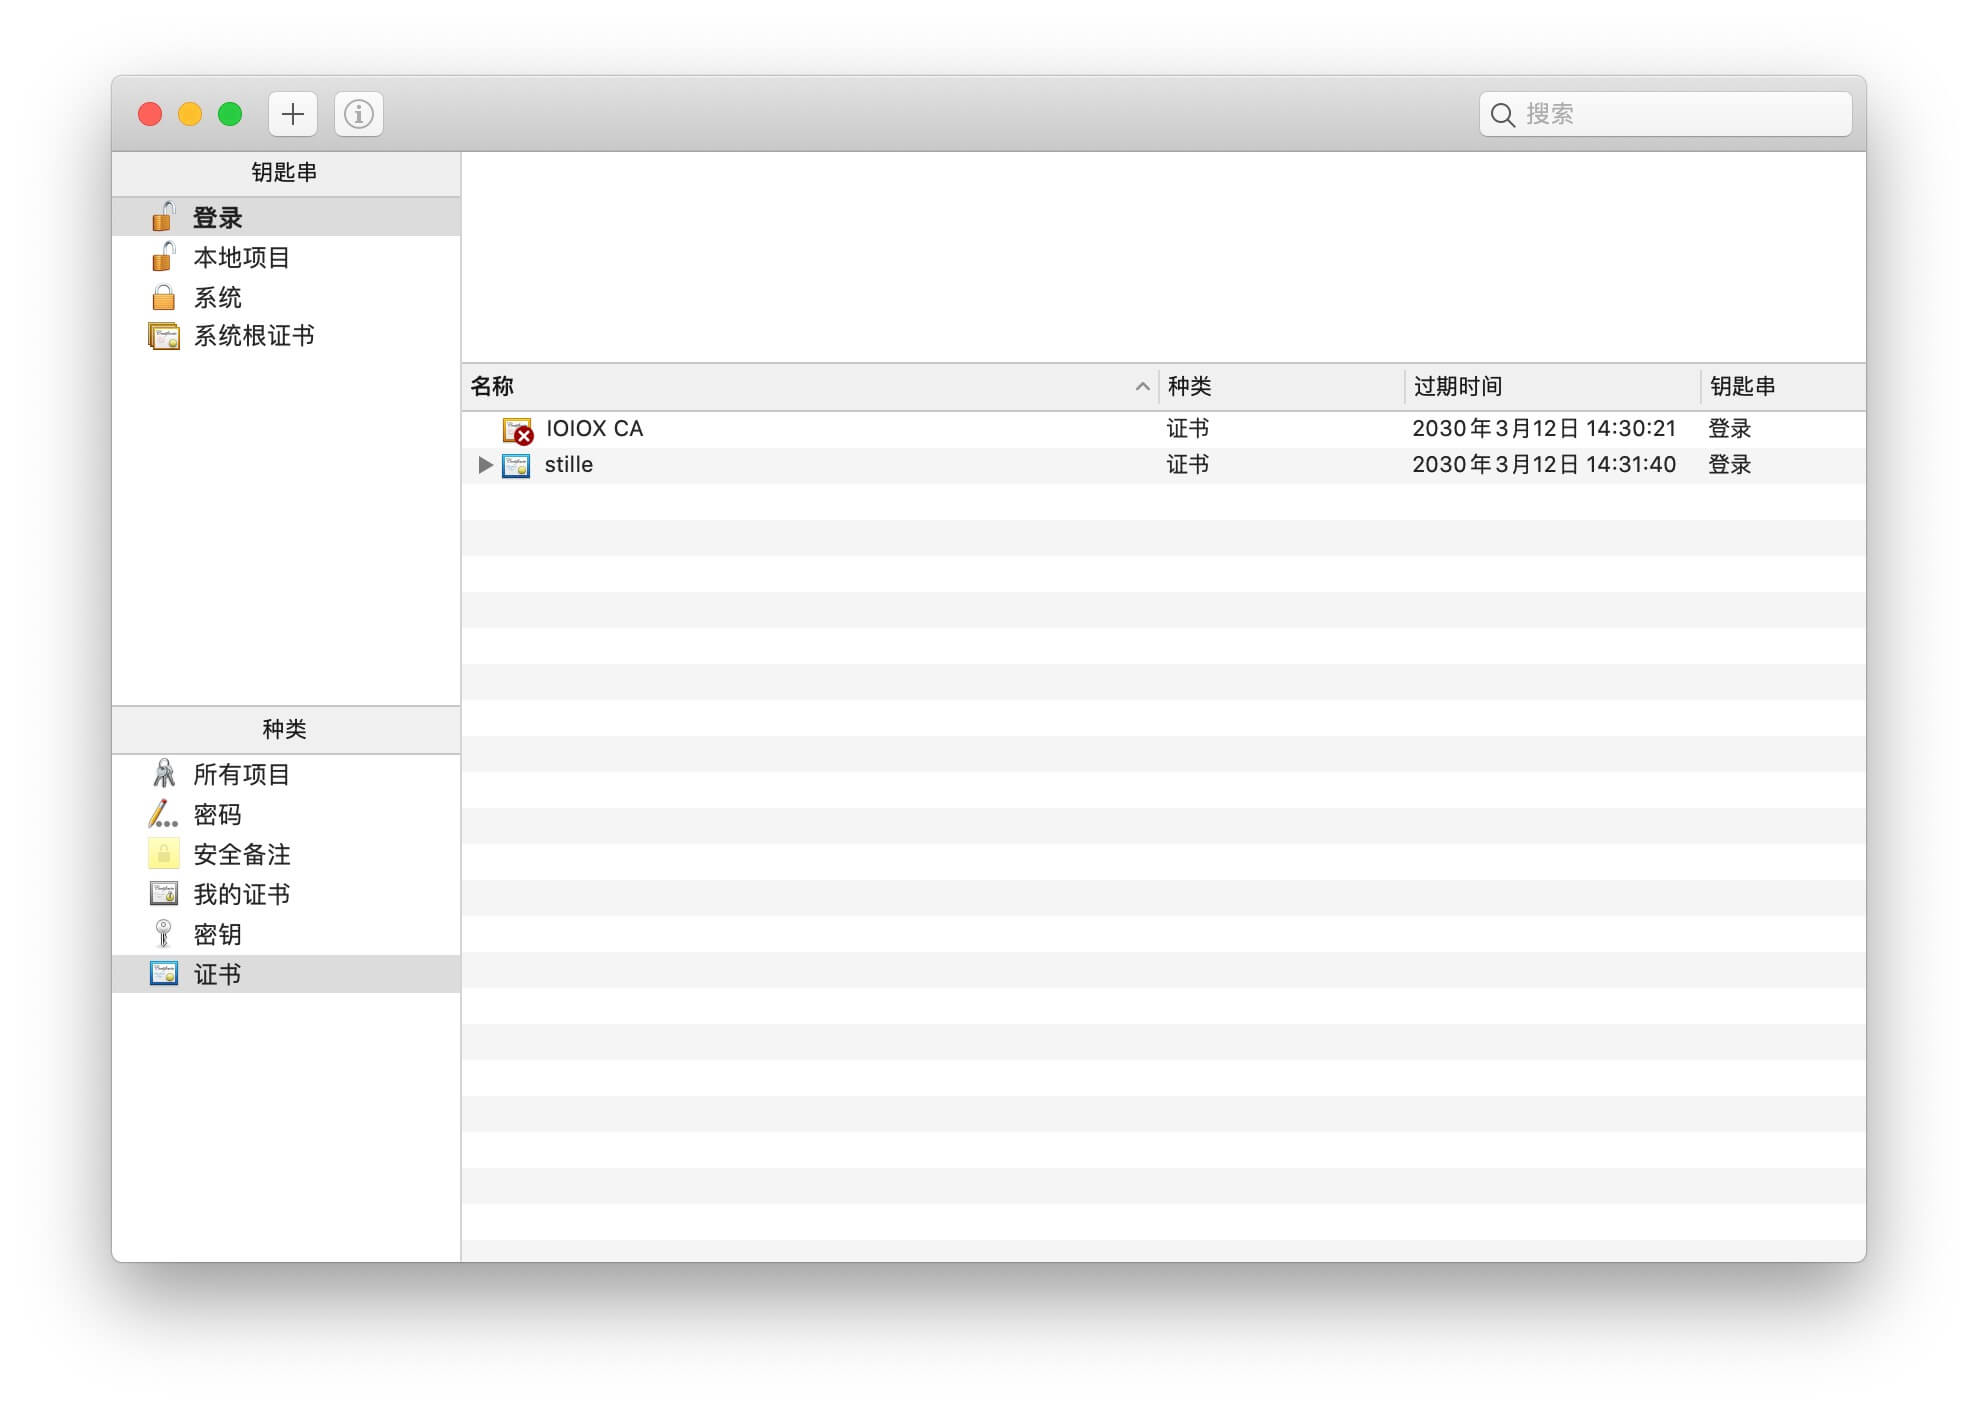 搜索
钥匙串
登录
本地项目
系统
系统根证书
名称 种类 过期时间 钥匙串
IOIOX CA 证书 2030年3月12日 14:30:21 登录
stille 证书 2030年3月12日 14:31:40 登录
种类
所有项目
密码
安全备注
我的证书
密钥
证书